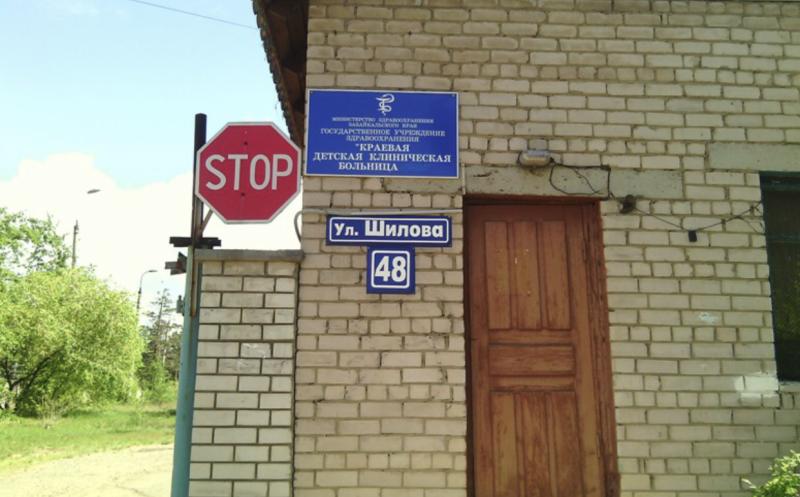 МИНИСТЕРСТВО ЗДРАВООХРАНЕНИЯ
ЗАБАЙКАЛЬСКОГО КРАЯ
ГОСУДАРСТВЕННОЕ УЧРЕЖДЕНИЕ
ЗДРАВООХРАНЕНИЯ
"КРАЕВАЯ
ДЕТСКАЯ КЛИНИЧЕСКАЯ
БОЛЬНИЦА
STOP
Ул. Шилова
48